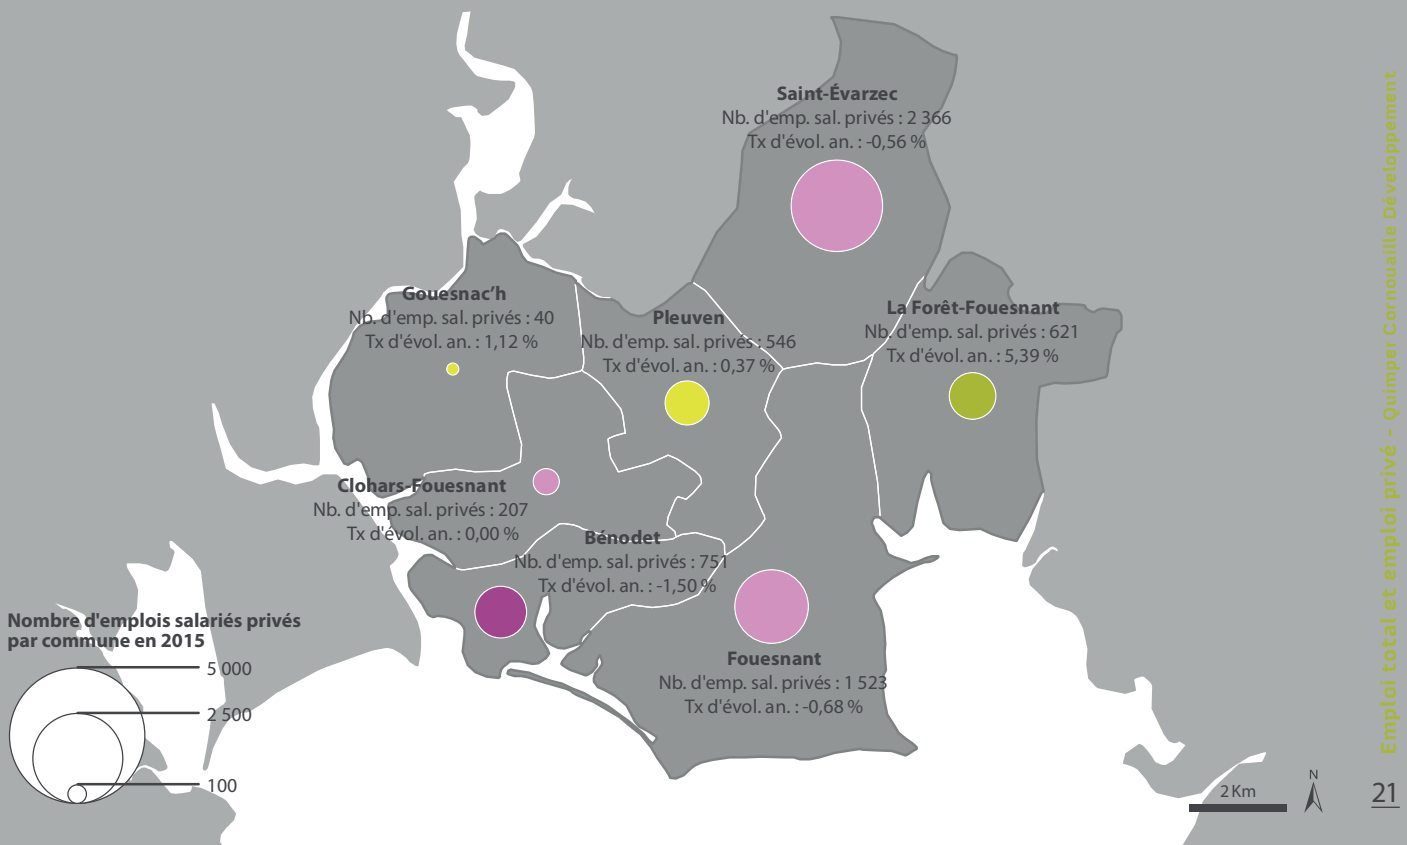 Saint-Évarzec
Nb. d'emp. sal. privés : 2 366
Tx d'évol. an. : -0,56 %
Gouesnac’h
Nb. d'emp. sal. privés : 40
Tx d'évol. an. : 1,12 %
Pleuven
Nb. d'emp. sal. privés : 546
Tx d'évol. an. : 0,37 %
La Forêt-Fouesnant
Nb. d'emp. sal. privés : 621
Tx d'évol. an. : 5,39 %
Clohars-Fouesnant
Nb. d'emp. sal. privés : 207
Tx d'évol. an. : 0,00 %
Bénodet
Nb. d'emp. sal. privés : 751
Tx d'évol. an. : -1,50 %
Fouesnant
Nb. d'emp. sal. privés : 1 523
Tx d'évol. an. : -0,68 %
Nombre d'emplois salariés privés
par commune en 2015
5 000
2 500
100
2 Km
N
Emploi total et emploi privé - Quimper Cornouaille Développement
21